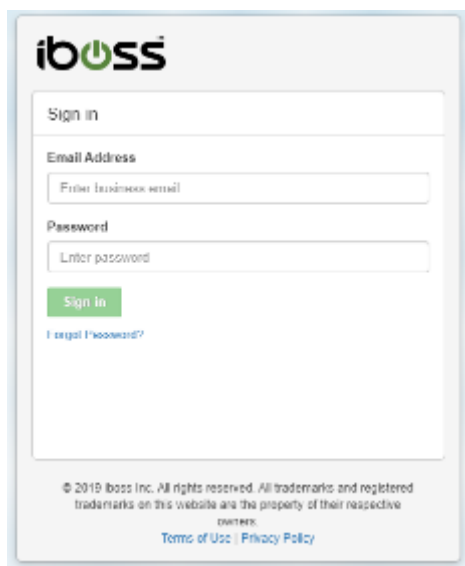 iboss
Sign in
Email Address
Enter business email
Password
Enter password
Sign in
Forgot Password?
© 2019 iboss Inc. All rights reserved. All trademarks and registered
trademarks on this website are the property of their respective
owners.
Terms of Use | Privacy Policy